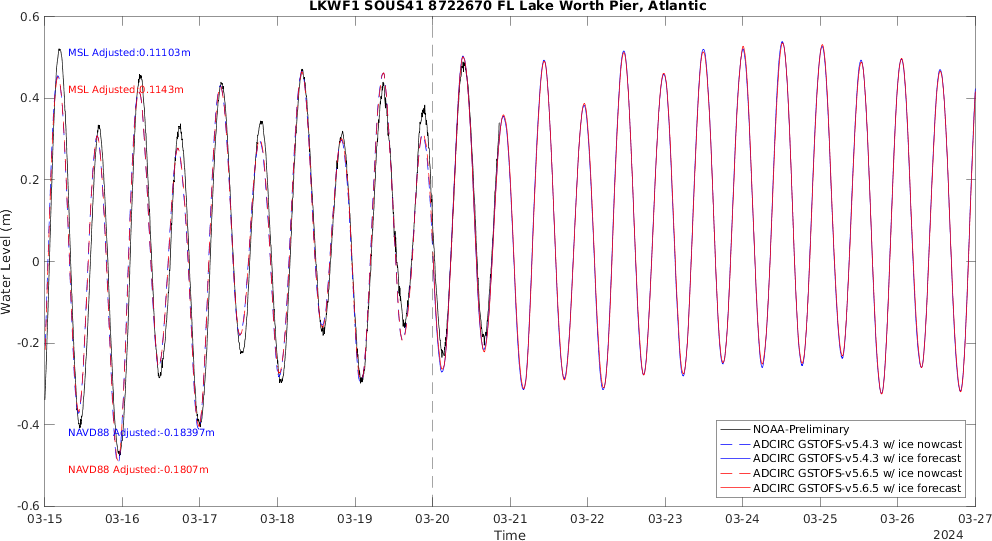 LKWF1 SOUS41 8722670 FL Lake Worth Pier, Atlantic
0.6
0.4
0.2
0
-0.2
-0.4
-0.6
Water Level (m)
MSL Adjusted:0.11103m
MSL Adjusted:0.1143m
NAVD88 Adjusted:-0.18397m
NAVD88 Adjusted:-0.1807m
NOAA-Preliminary
ADCIRC GSTOFS-v5.4.3 w/ ice nowcast
ADCIRC GSTOFS-v5.4.3 w/ ice forecast
ADCIRC GSTOFS-v5.6.5 w/ ice nowcast
ADCIRC GSTOFS-v5.6.5 w/ ice forecast
03-15 03-16 03-17 03-18 03-19 03-20 03-21 03-22 03-23 03-24 03-25 03-26 03-27
Time
2024